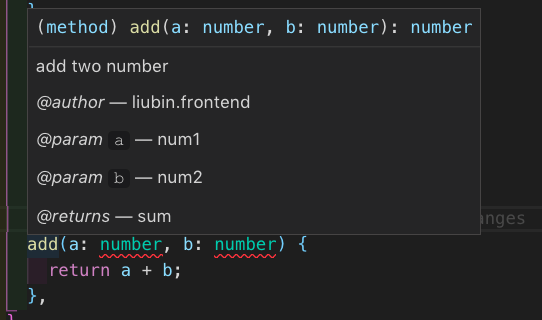 (method) add(a: number, b: number): number
add two number
@author — liubin.frontend
@param a — num1
@param b — num2
@returns — sum
anges
add(a: number, b: number) {
return a + b;
},
}